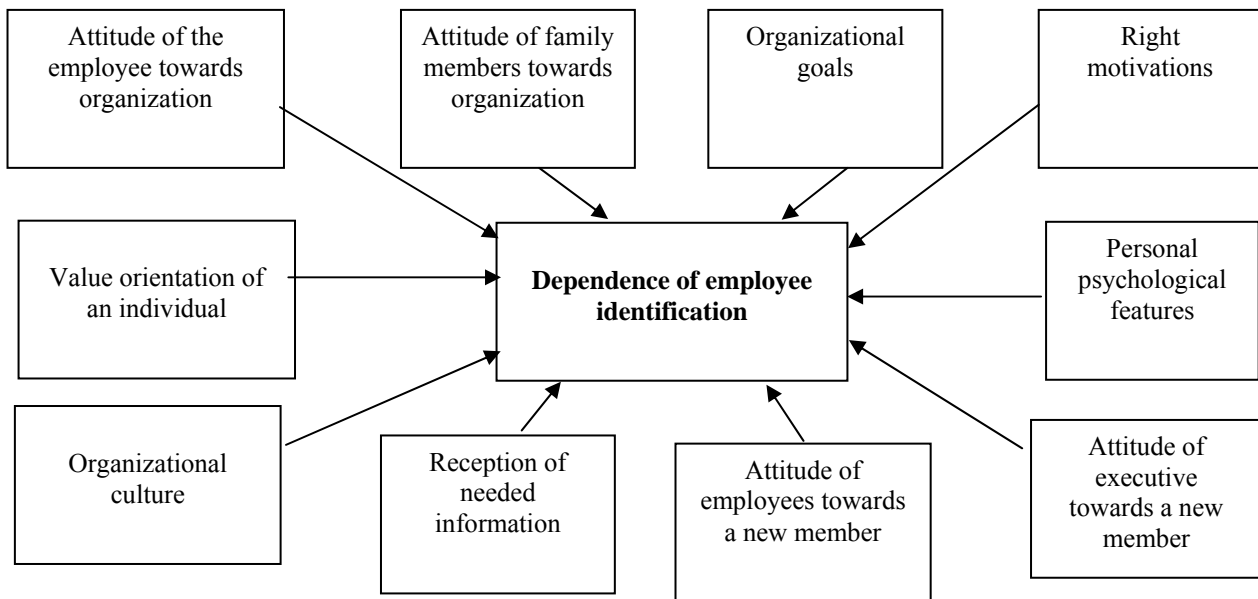 Attitude of the
employee towards
organization
Attitude of family
members towards
organization
Organizational
goals
Right
motivations
Value orientation of
an individual
Dependence of employee
identification
Personal
psychological
features
Organizational
culture
Reception of
needed
information
Attitude of
employees towards
a new member
Attitude of
executive
towards a new
member